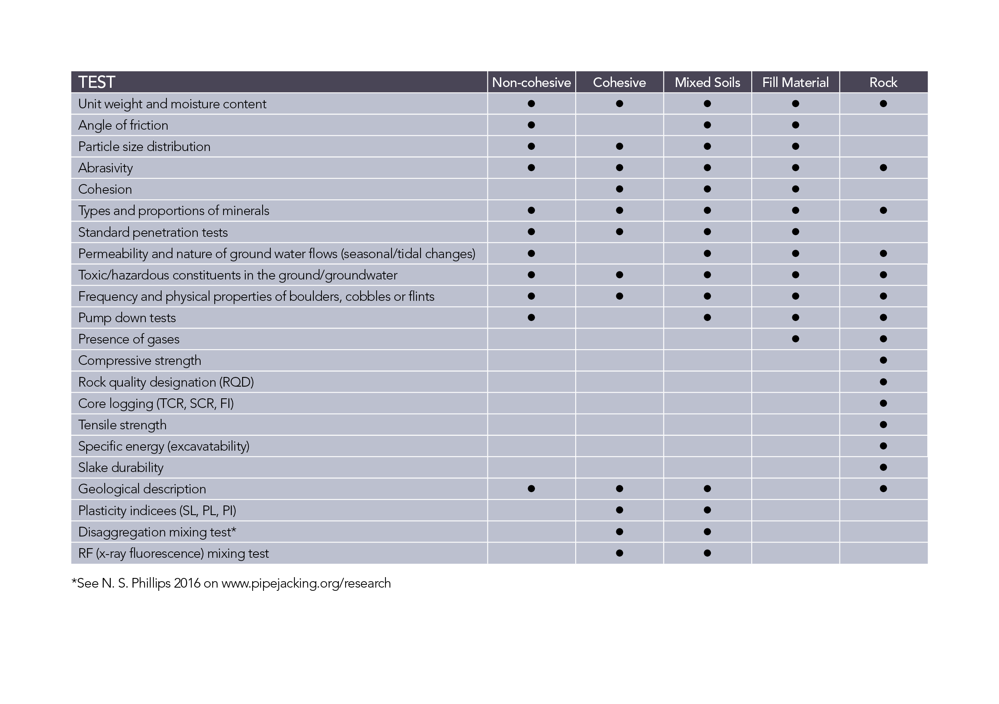 TEST Non-cohesive Cohesive Mixed Soils Fill Material Rock
Unit weight and moisture content ● ● ● ● ●
Angle of friction ● ● ●
Particle size distribution ● ● ● ●
Abrasivity ● ● ● ● ●
Cohesion ● ● ●
Types and proportions of minerals ● ● ● ● ●
Standard penetration tests ● ● ● ●
Permeability and nature of ground water flows (seasonal/tidal changes) ● ● ● ●
Toxic/hazardous constituents in the ground/groundwater ● ● ● ● ●
Frequency and physical properties of boulders, cobbles or flints ● ● ● ● ●
Pump down tests ● ● ● ●
Presence of gases ● ●
Compressive strength ●
Rock quality designation (RQD) ●
Core logging (TCR, SCR, FI) ●
Tensile strength ●
Specific energy (excavatability) ●
Slake durability ●
Geological description ● ● ● ●
Plasticity indicees (SL, PL, PI) ● ●
Disaggregation mixing test* ● ●
RF (x-ray fluorescence) mixing test ● ●
*See N. S. Phillips 2016 on www.pipejacking.org/research